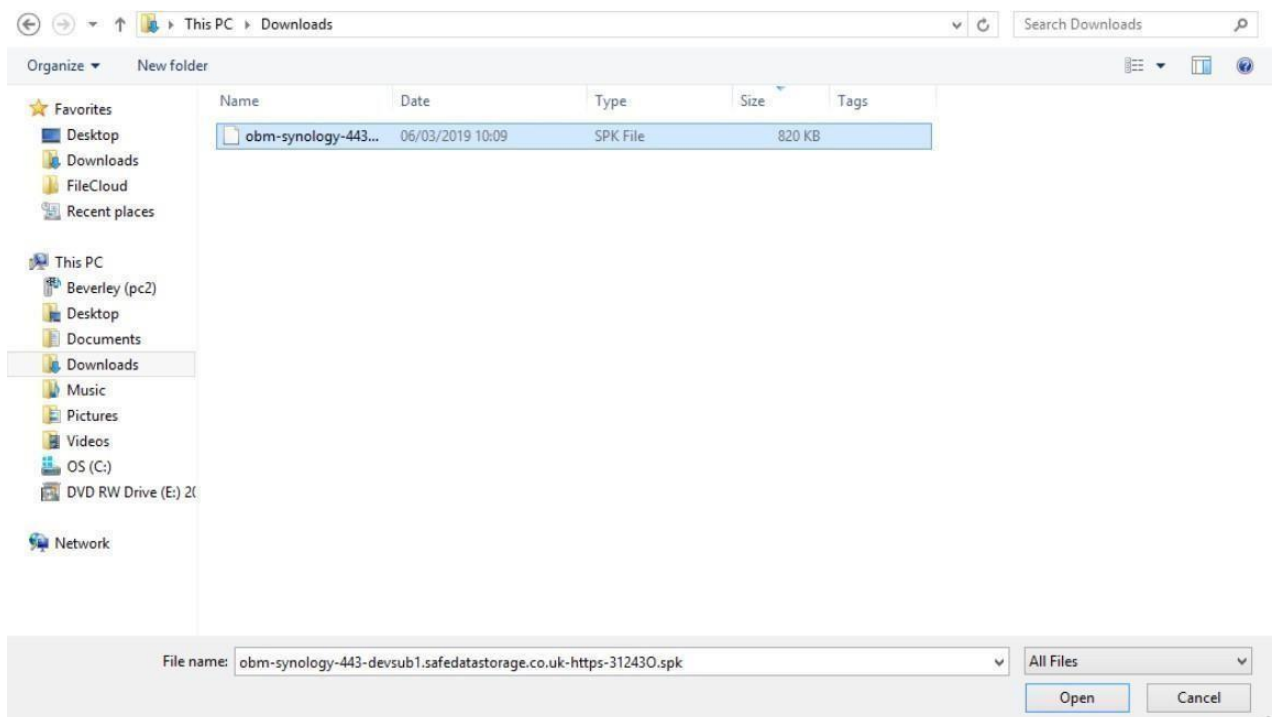 This PC Downloads Search Downloads
Organize New folder
Name Date Type Size Tags
obm-synology-443... 06/03/2019 10:09 SPK File 820 KB
Favorites
Desktop
Downloads
FileCloud
Recent places
This PC
Beverley (pc2)
Desktop
Documents
Downloads
Music
Pictures
Videos
OS (C:)
DVD RW Drive (E:) 20
Network
File name: obm-synology-443-devsub1.safedatastorage.co.uk-https-31243O.spk All Files
Open Cancel